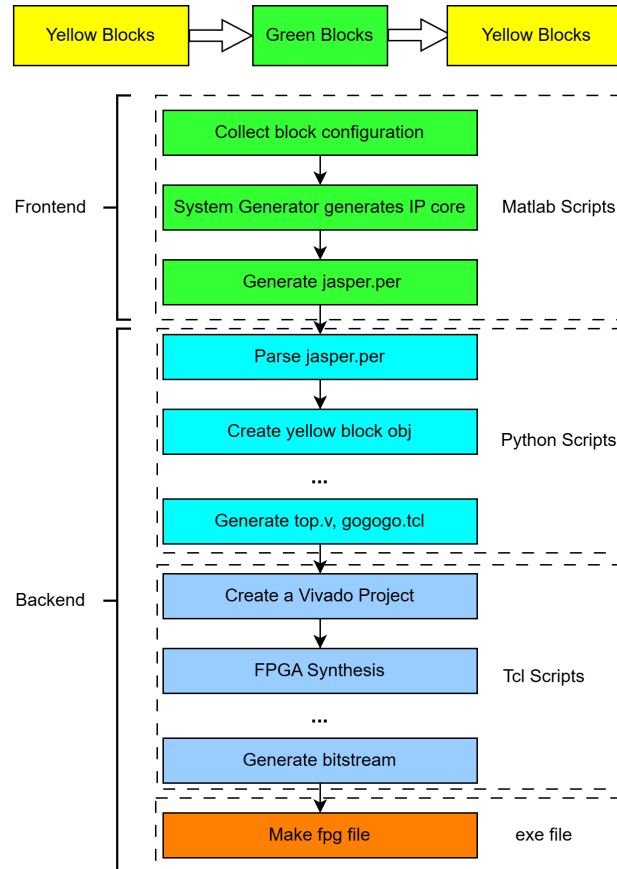 Yellow Blocks
Green Blocks
Yellow Blocks
Collect block configuration
Frontend
System Generator generates IP core
Matlab Scripts
Generate jasper.per
Parse jasper.per
Create yellow block obj
Python Scripts
...
Generate top.v, gogogo.tcl
Backend
Create a Vivado Project
FPGA Synthesis
Tcl Scripts
...
Generate bitstream
Make fpg file
exe file